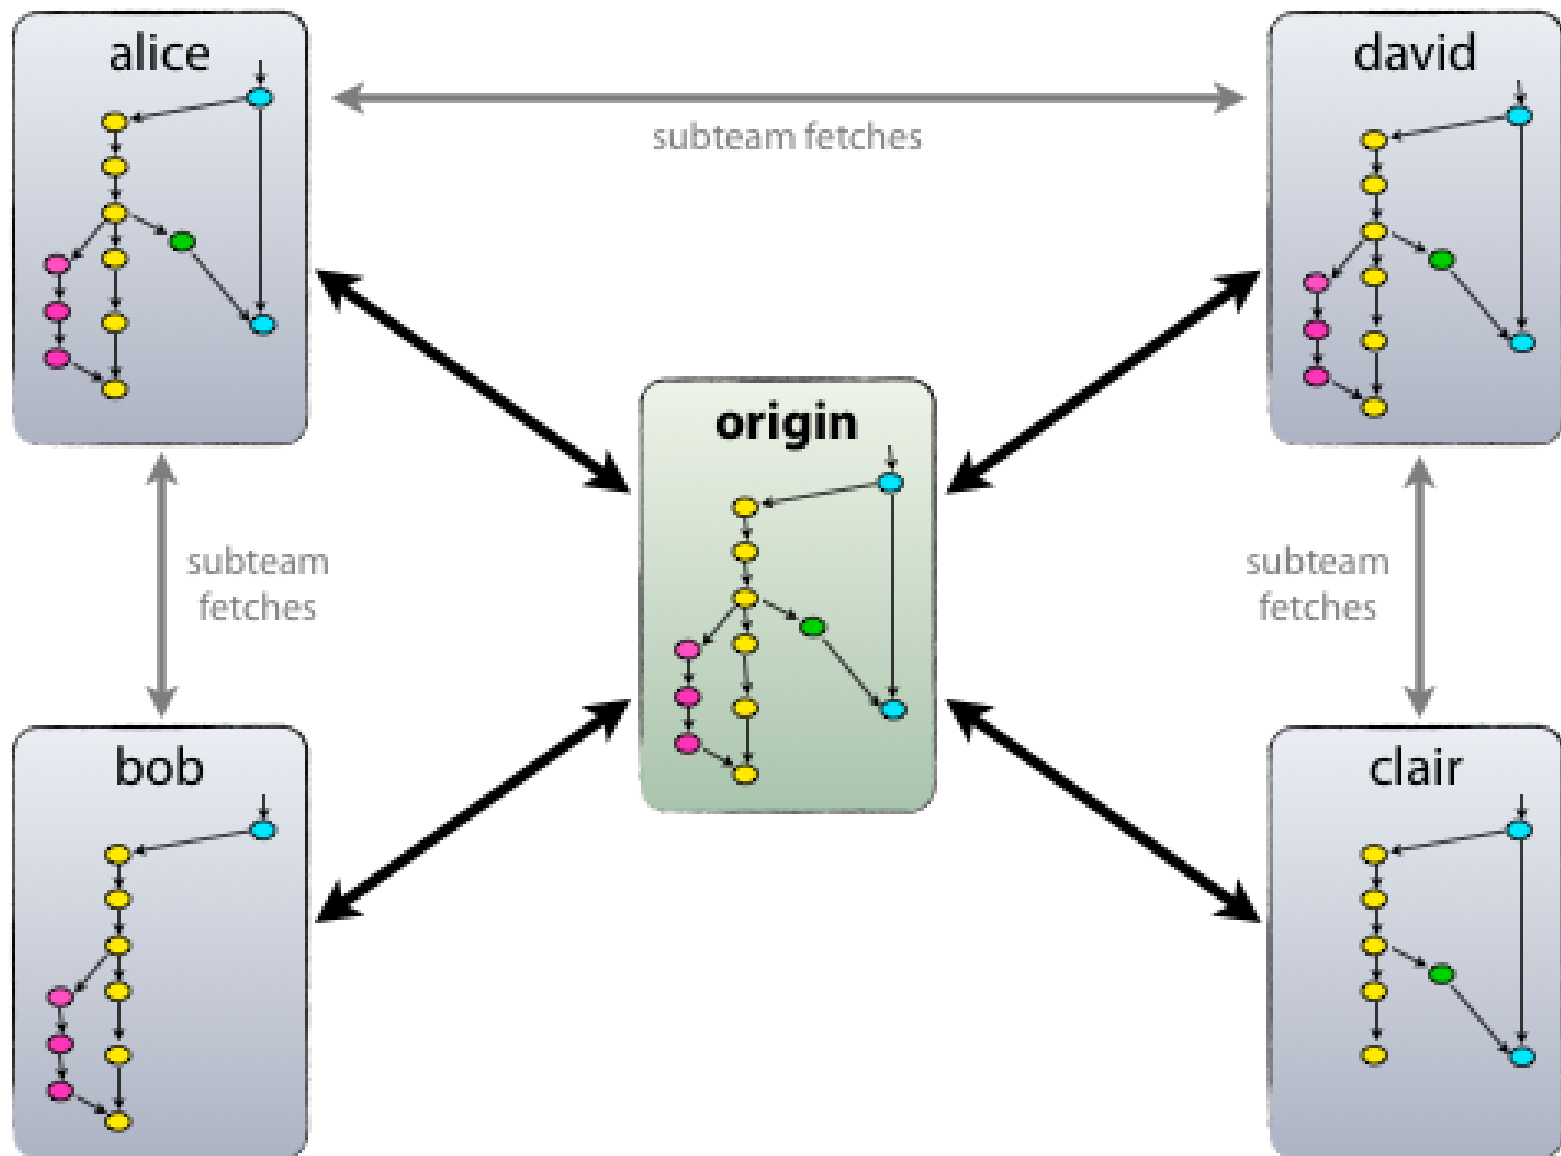 alice
david
subteam fetches
origin
subteam
fetches
subteam
fetches
bob
clair